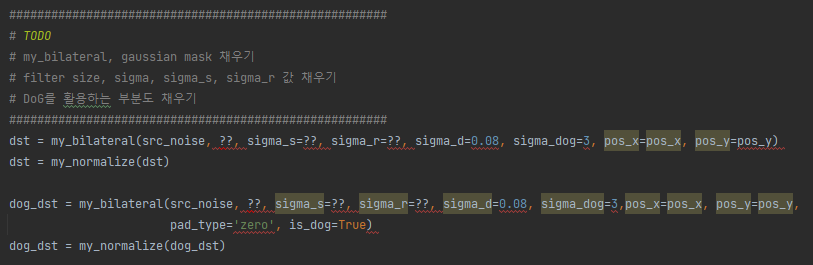 ######################################################
# TODO
# my_bilateral, gaussian mask 채우기
# filter size, sigma, sigma_s, sigma_r 값 채우기
# DoG를 활용하는 부분도 채우기
######################################################
dst = my_bilateral(src_noise, ??, sigma_s=??, sigma_r=??, sigma_d=0.08, sigma_dog=3, pos_x=pos_x, pos_y=pos_y)
dst = my_normalize(dst)
dog_dst = my_bilateral(src_noise, ??, sigma_s=??, sigma_r=??, sigma_d=0.08, sigma_dog=3,pos_x=pos_x, pos_y=pos_y,
pad_type='zero', is_dog=True)
dog_dst = my_normalize(dog_dst)